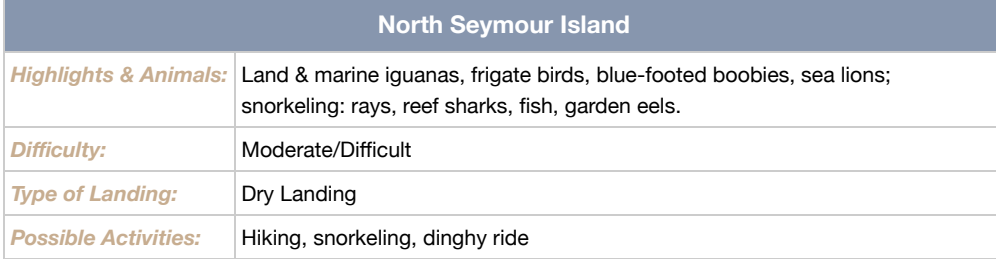 North Seymour Island
Highlights & Animals: Land & marine iguanas, frigate birds, blue-footed boobies, sea lions;
snorkeling: rays, reef sharks, fish, garden eels.
Difficulty: Moderate/Difficult
Type of Landing: Dry Landing
Possible Activities: Hiking, snorkeling, dinghy ride